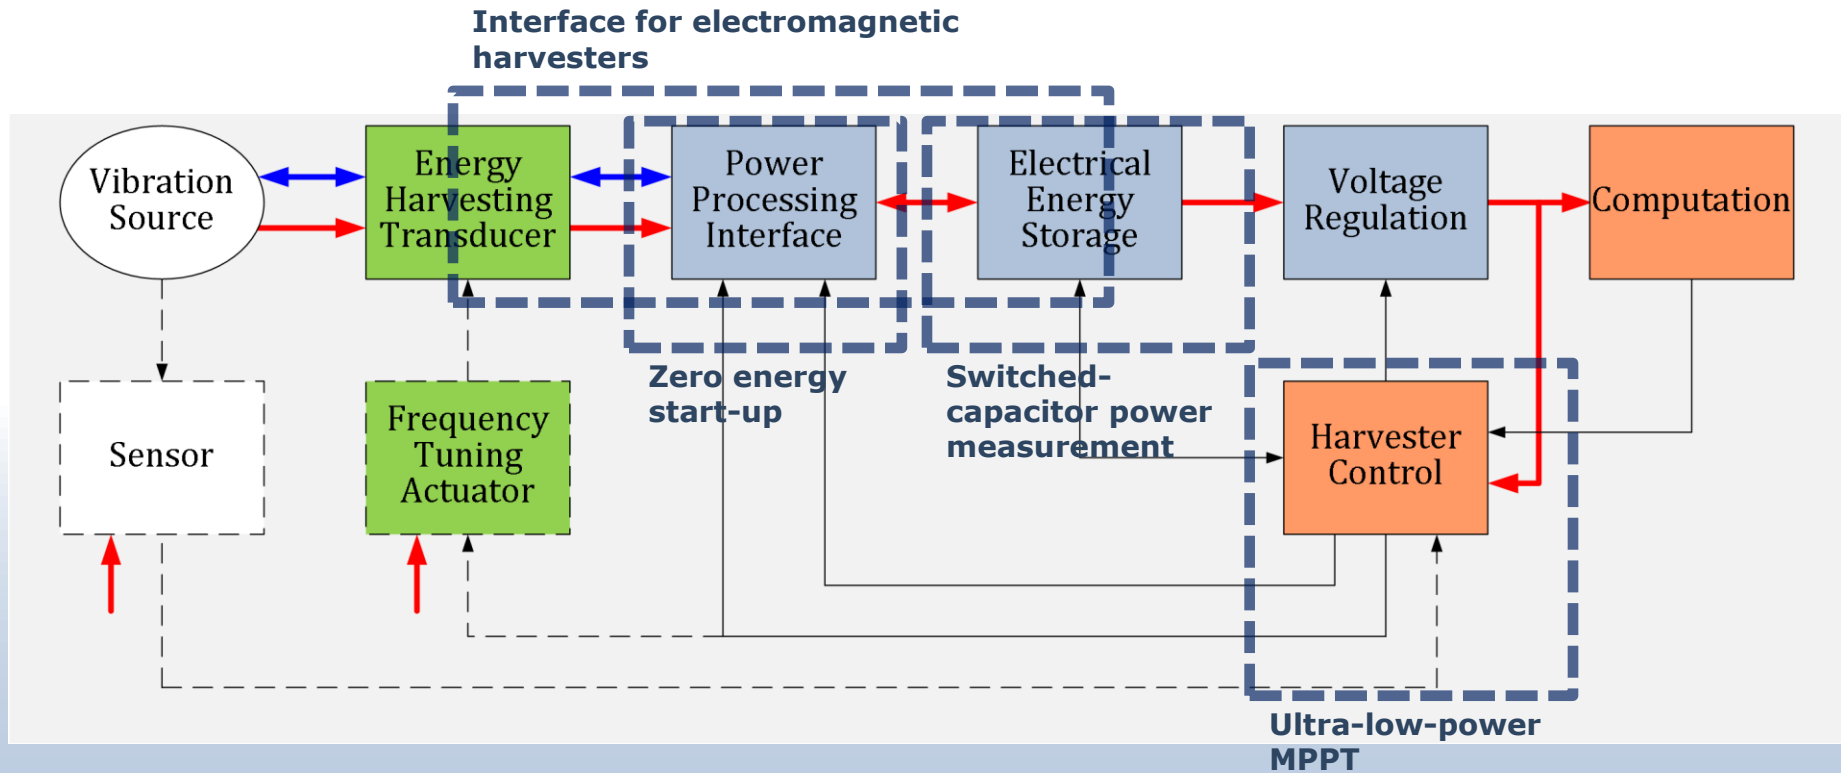 Interface for electromagnetic
harvesters
Vibration
Source
Energy
Harvesting
Transducer
Power
Processing
Interface
Electrical
Energy
Storage
Voltage
Regulation
Computation
Zero energy
start-up
Switched-
capacitor power
measurement
Sensor
Frequency
Tuning
Actuator
Harvester
Control
Ultra-low-power
MPPT